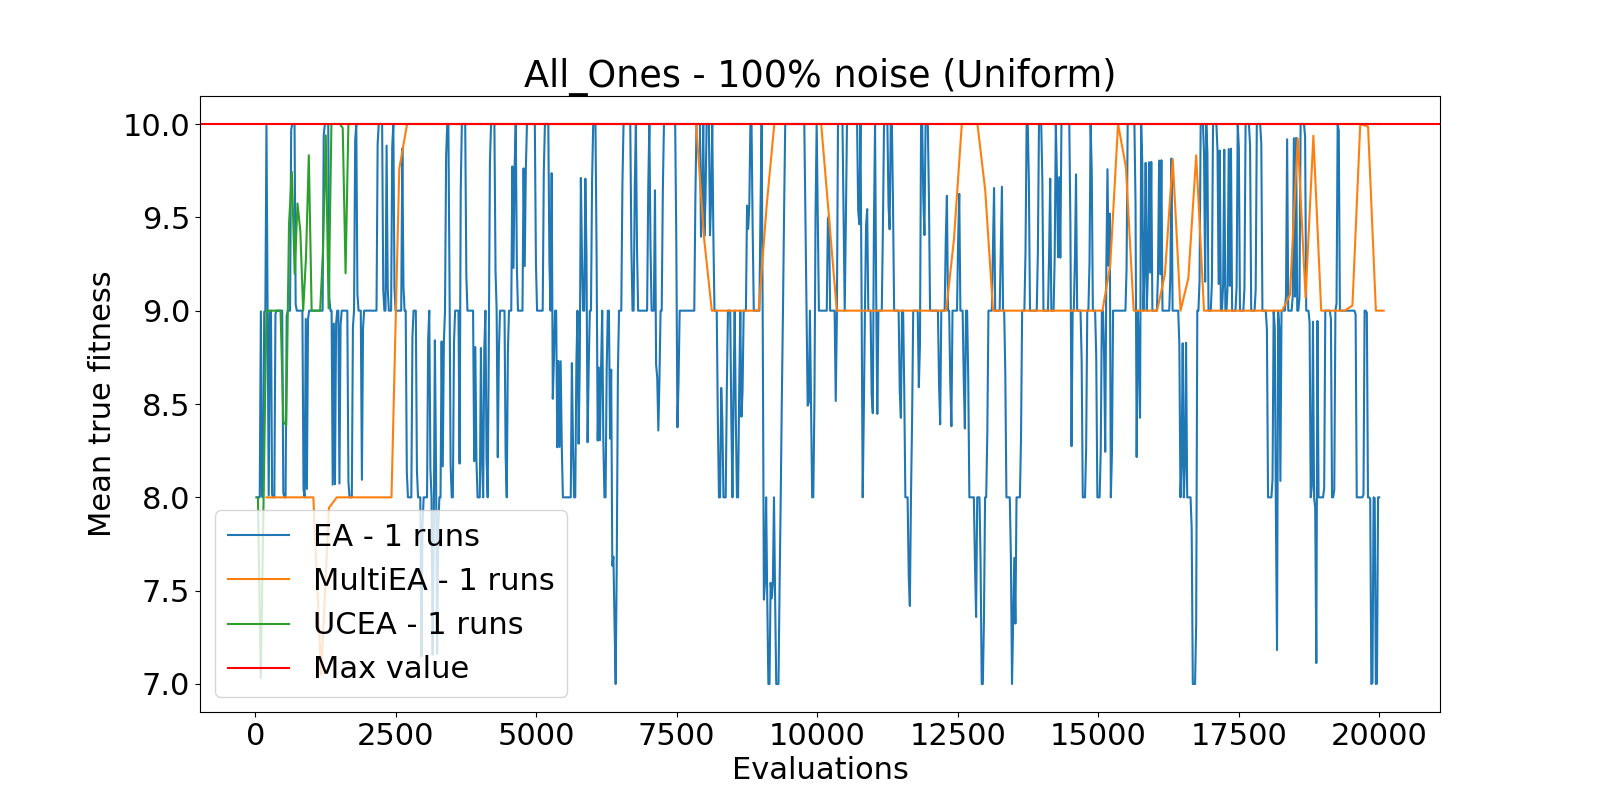 All_Ones - 100% noise (Uniform)
Mean true fitness
10.0
9.5
9.0
8.5
8.0
7.5
7.0
EA - 1 runs
MultiEA - 1 runs
UCEA - 1 runs
Max value
0 2500 5000 7500 10000 12500 15000 17500 20000
Evaluations